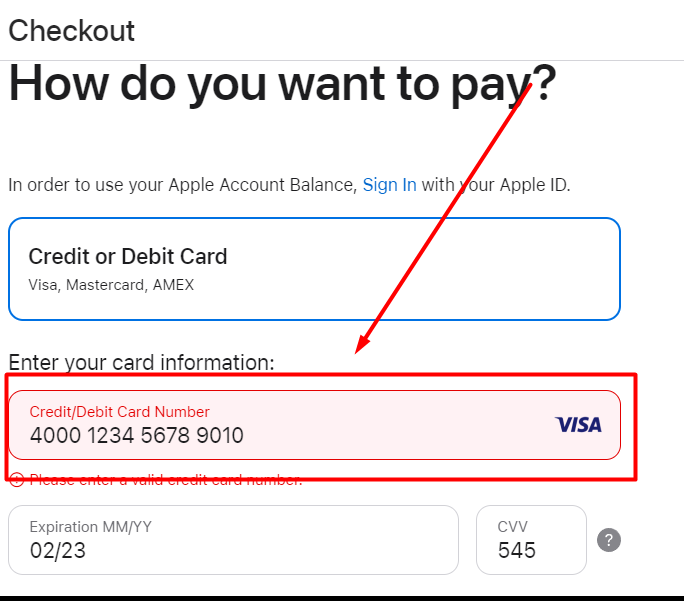 Checkout
How do you want to pay?
In order to use your Apple Account Balance, Sign In with your Apple ID.
Credit or Debit Card
Visa, Mastercard, AMEX
Enter your card information:
Credit/Debit Card Number
4000 1234 5678 9010
VISA
Please enter a valid credit card number.
Expiration MM/YY
02/23
CVV
545
?